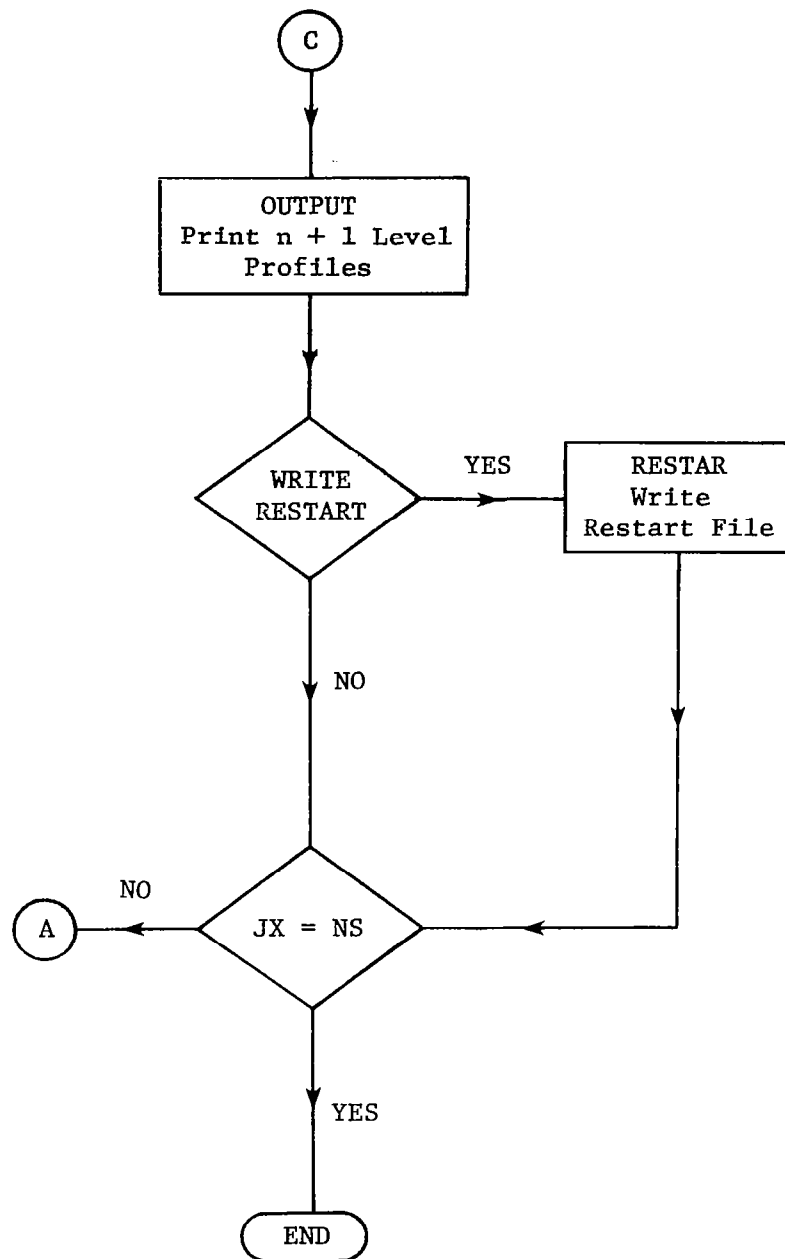 C
OUTPUT
Print n + 1 Level
Profiles
WRITE
RESTART
YES
RESTAR
Write
Restart File
NO
NO
A
JX = NS
YES
END